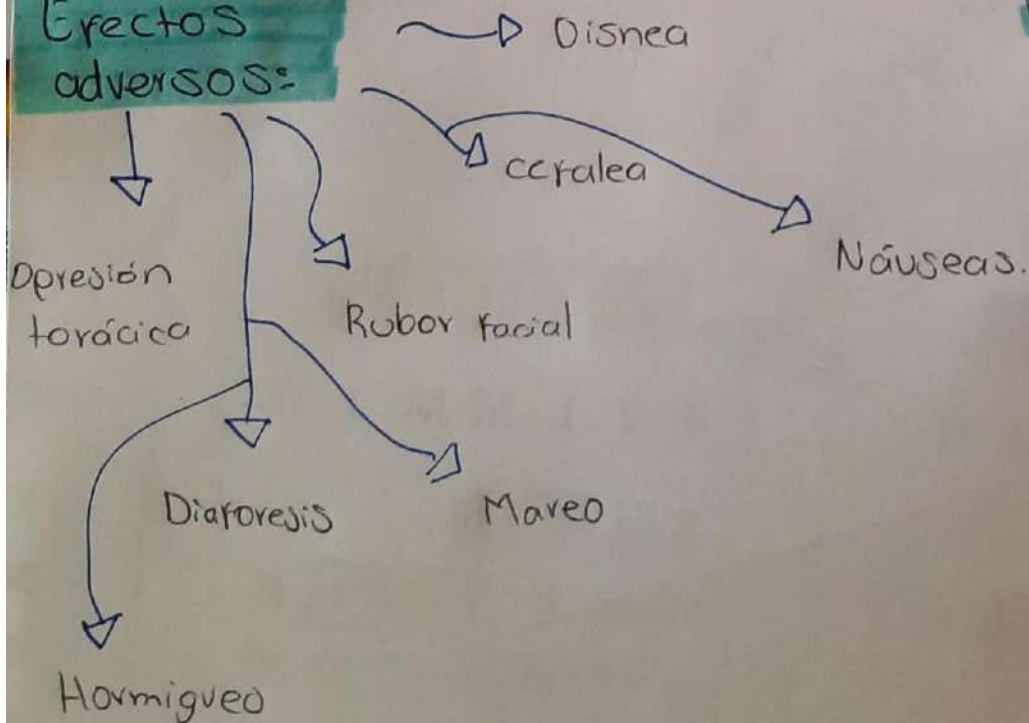 Efectos
adversos:
Disnea
cefalea
Náuseas.
Opresión
torácica
Rubor facial
Diaforesis
Mareo
Hormigueo